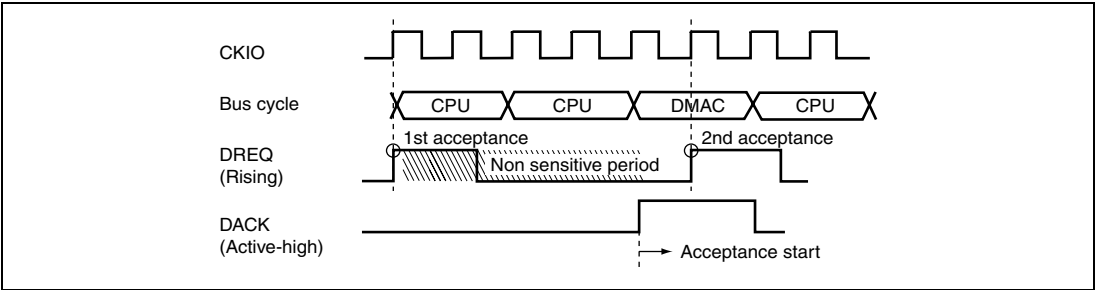 CKIO
Bus cycle
CPU CPU DMAC CPU
1st acceptance 2nd acceptance
DREQ
(Rising)
Non sensitive period
DACK
(Active-high)
Acceptance start